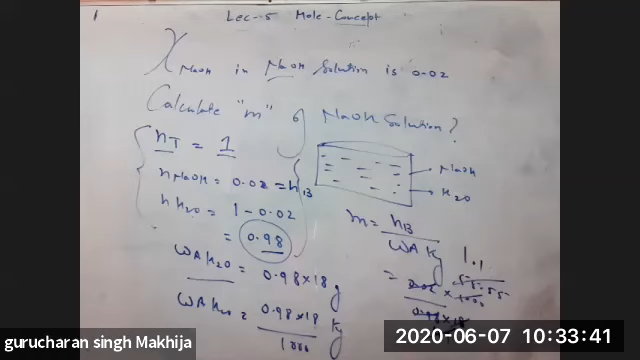 1
Lec-5 Mole-Concept
X NaOH in NaOH Solution is 0.02
Calculate "m" of NaOH Solution?
nT = 1
nNaOH = 0.02 = nB
nH2O = 1-0.02
= 0.98
WA H2O = 0.98×18 g
WA H2O = 0.98×18 kg
1000
NaOH
H2O
m = nB
WA kg
1.1
gurucharan singh Makhija
2020-06-07 10:33:41